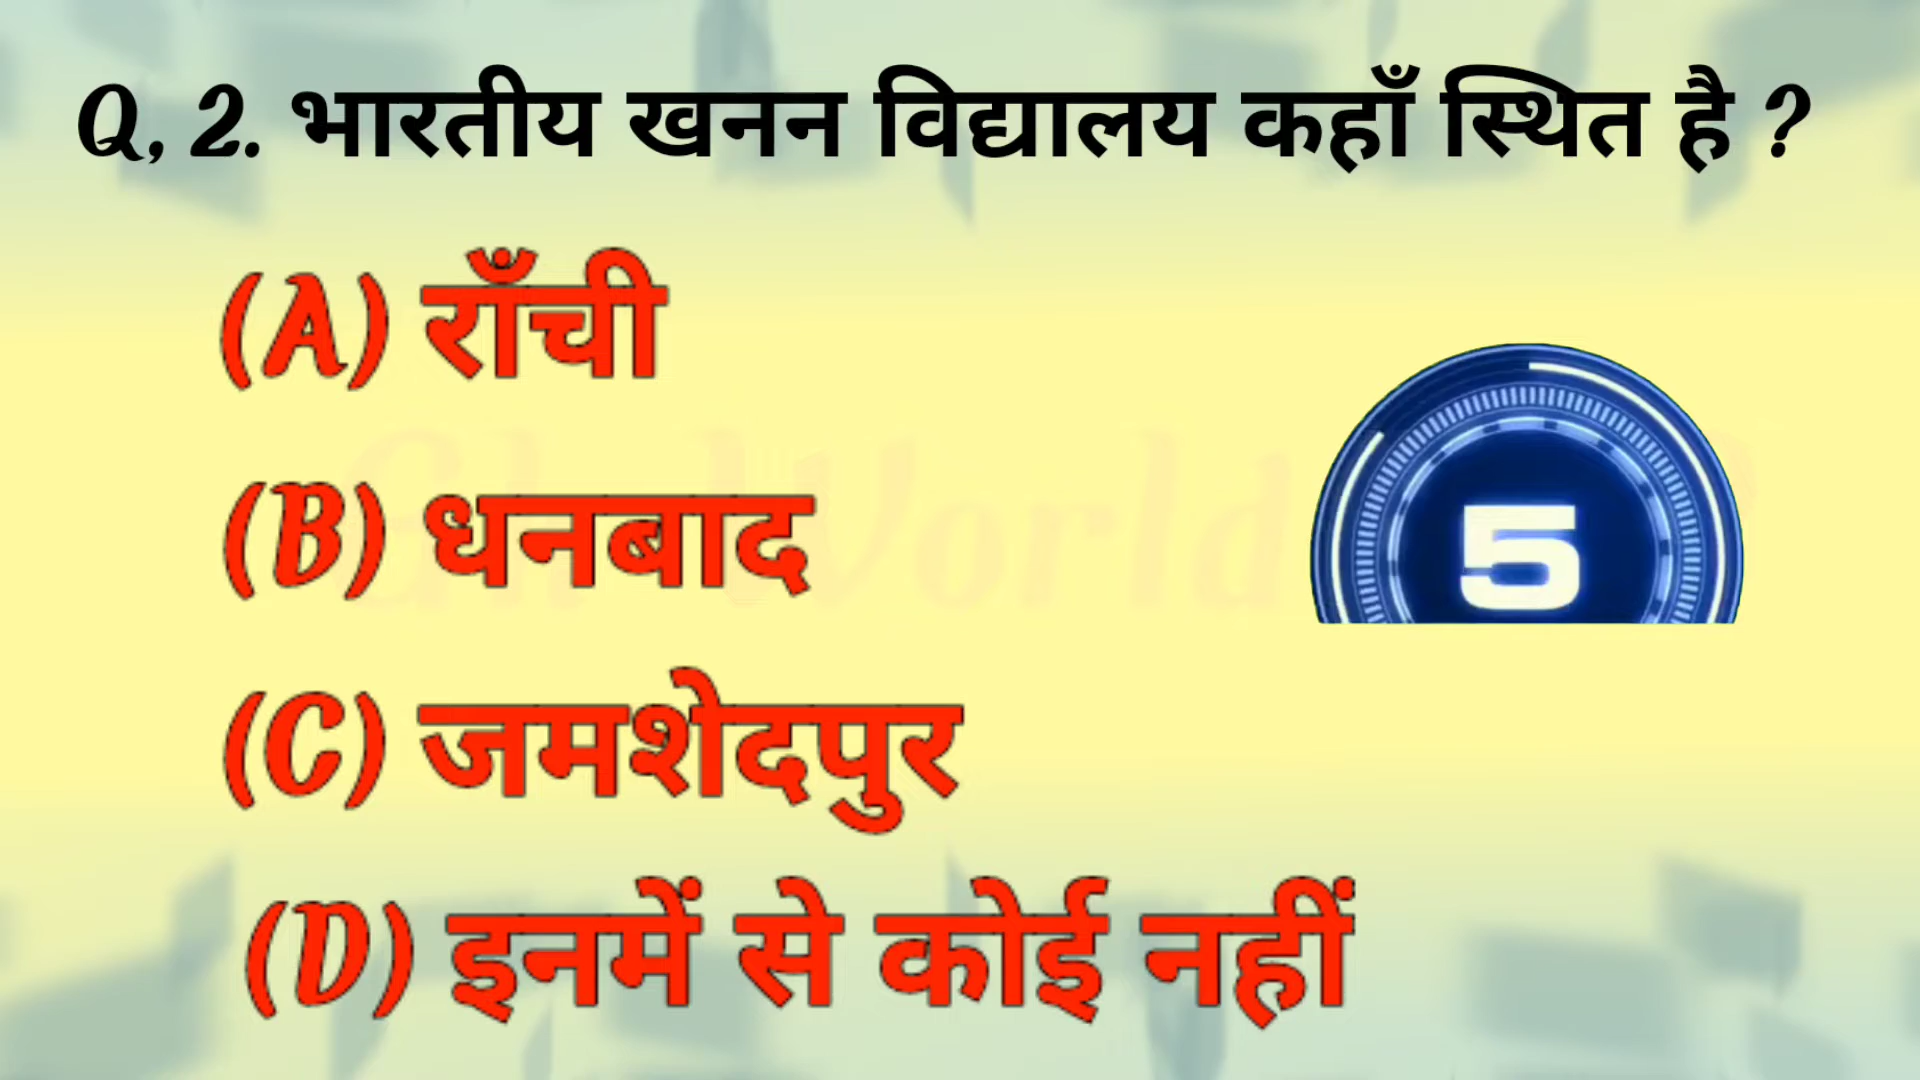 Q, 2. भारतीय खनन विद्यालय कहाँ स्थित है ?
(A) राँची
(B) धनबाद
5
(C) जमशेदपुर
(D) इनमें से कोई नहीं